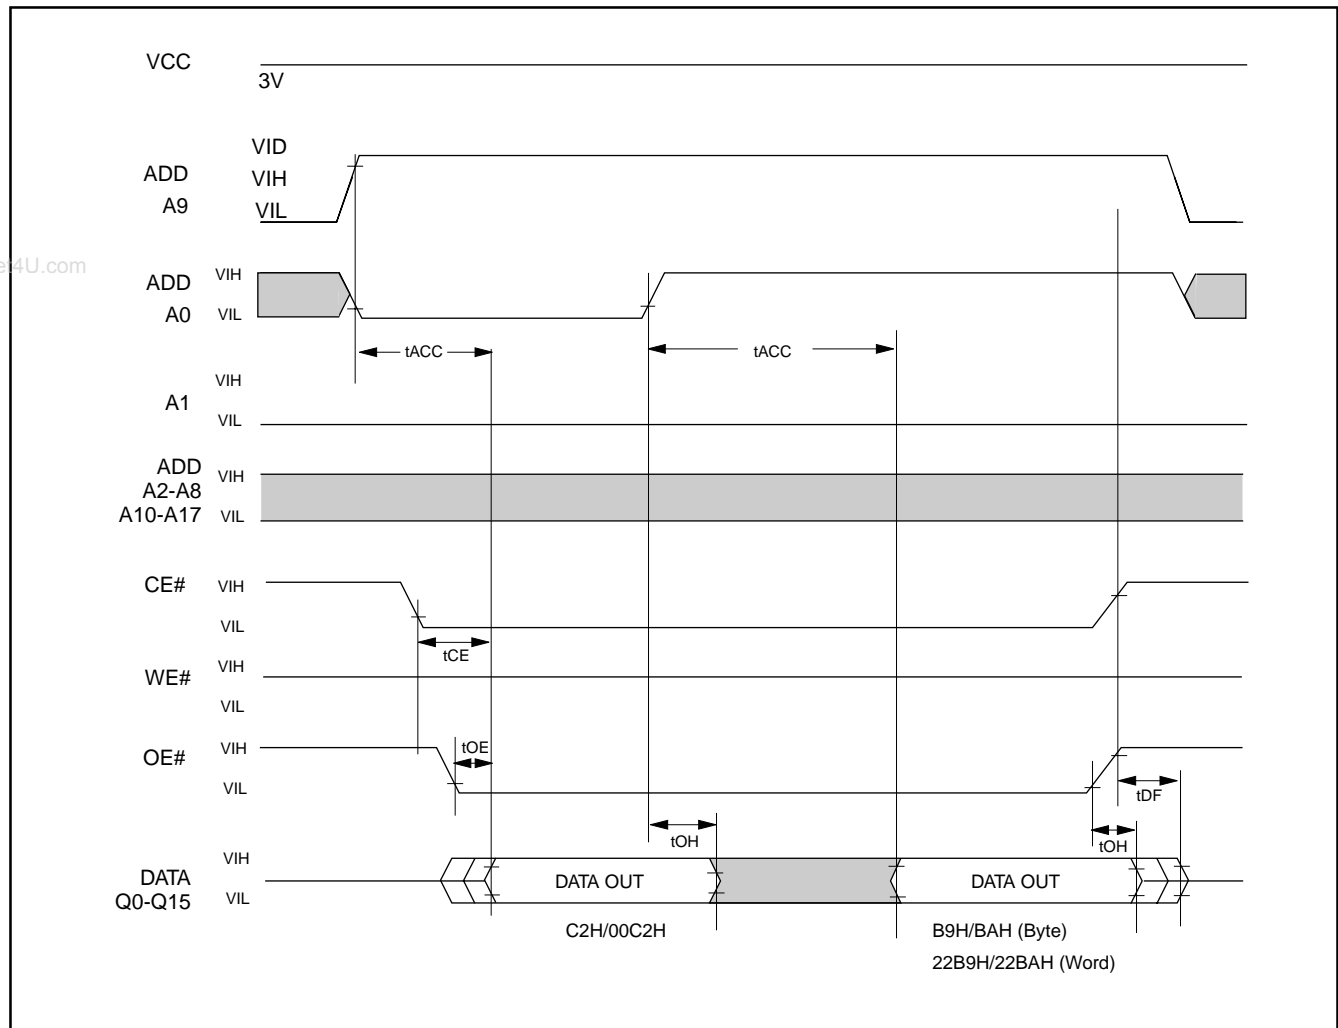 VCC
3V
VID
ADD
VIH
A9
VIL
et4U.com
ADD
VIH
A0
VIL
tACC
tACC
VIH
A1
VIL
ADD
A2-A8
VIH
A10-A17
VIL
CE#
VIH
VIL
tCE
WE#
VIH
VIL
OE#
VIH
tOE
VIL
tDF
tOH
tOH
VIH
DATA
DATA OUT
DATA OUT
Q0-Q15
VIL
C2H/00C2H
B9H/BAH (Byte)
22B9H/22BAH (Word)